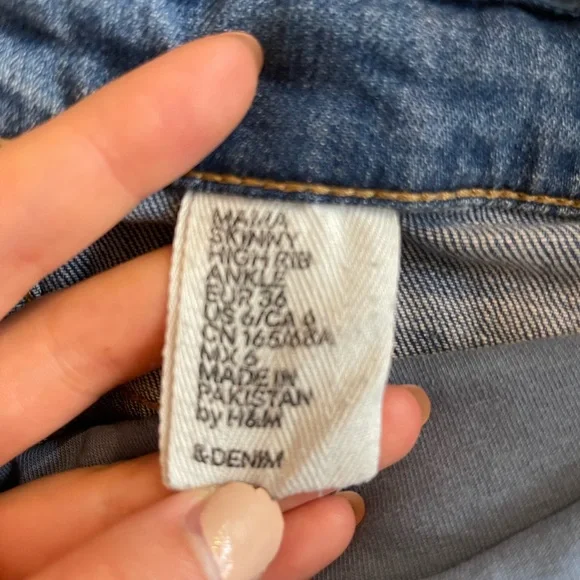 MAMA
SKINNY
HIGH RIB
ANKLE
EUR 36
US 6/CA 6
CN 165/68A
MX 6
MADE IN
PAKISTAN
by H&M
&DENIM